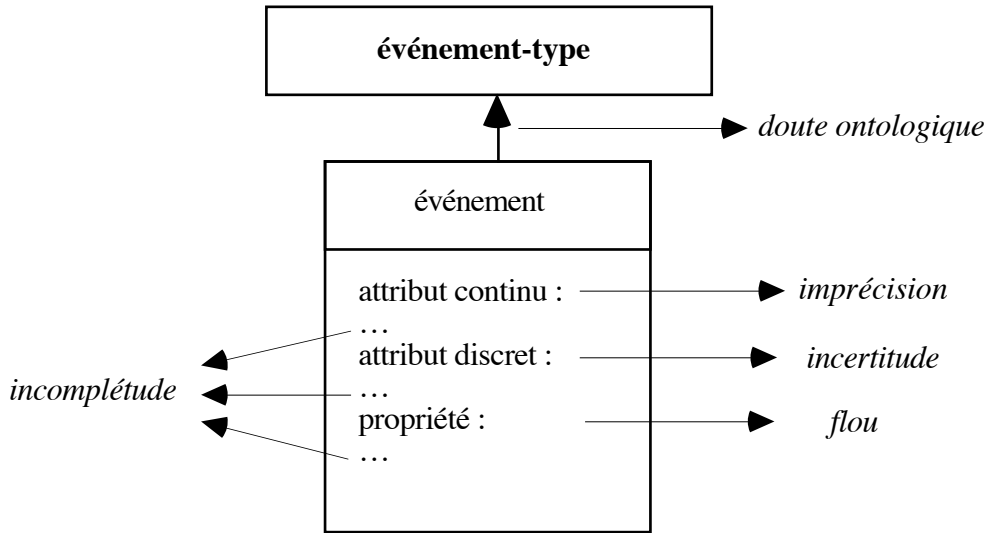 événement-type
doute ontologique
événement
attribut continu :
imprécision
…
attribut discret :
incertitude
incomplétude
…
propriété :
flou
…